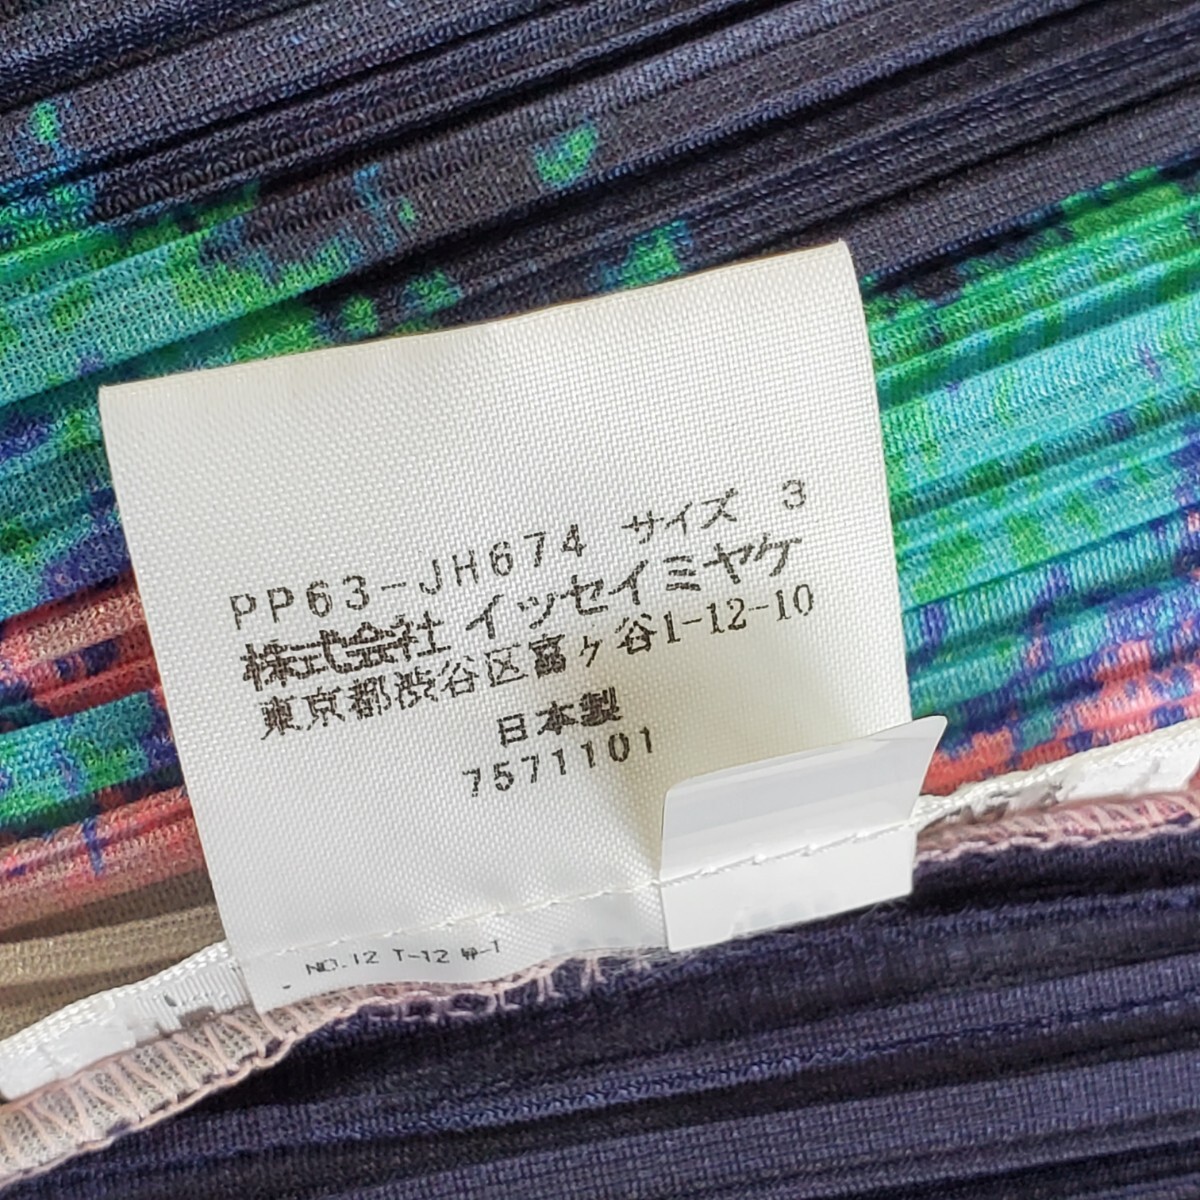 PP63-JH674 サイズ 3
株式会社 イッセイミヤケ
東京都渋谷区富ヶ谷1-12-10
日本製
7571101
NO.12 T-12